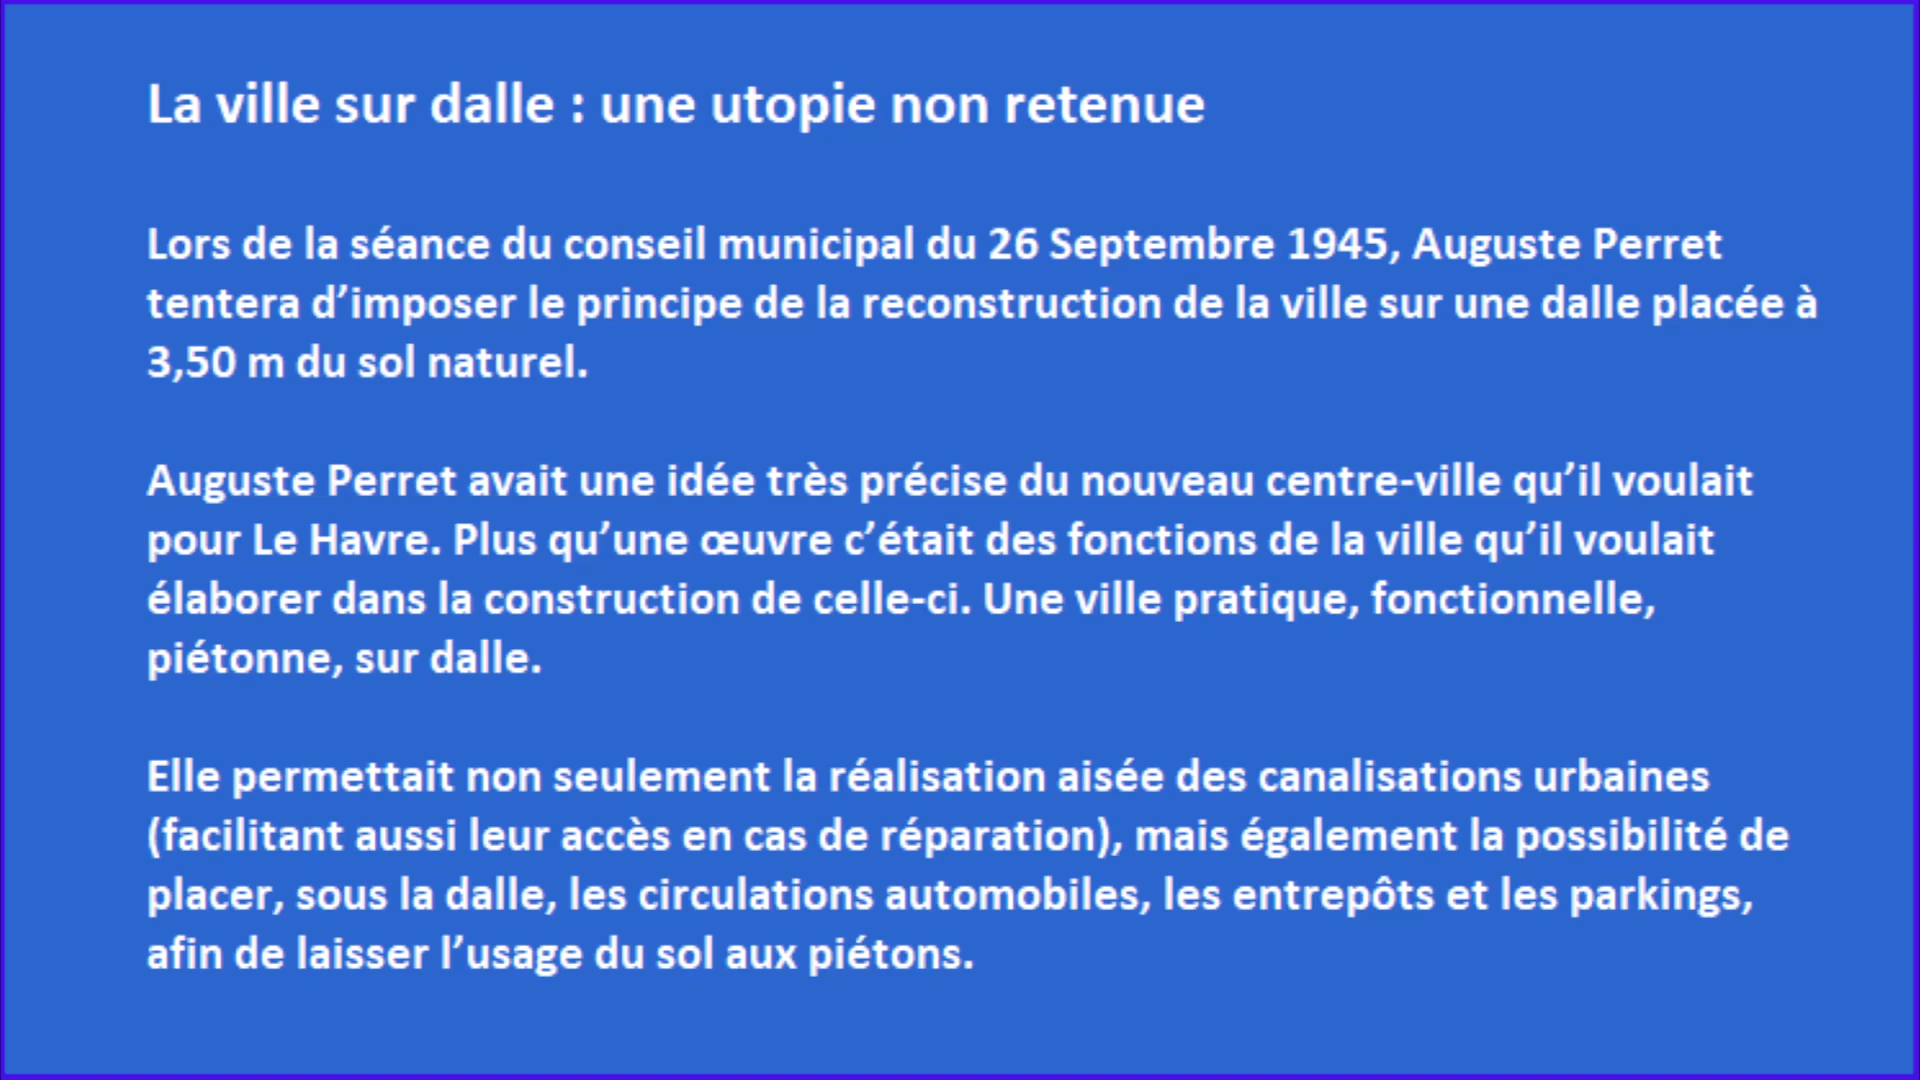 La ville sur dalle : une utopie non retenue
Lors de la séance du conseil municipal du 26 Septembre 1945, Auguste Perret
tentera d’imposer le principe de la reconstruction de la ville sur une dalle placée à
3,50 m du sol naturel.
Auguste Perret avait une idée très précise du nouveau centre-ville qu’il voulait
pour Le Havre. Plus qu’une œuvre c’était des fonctions de la ville qu’il voulait
élaborer dans la construction de celle-ci. Une ville pratique, fonctionnelle,
piétonne, sur dalle.
Elle permettait non seulement la réalisation aisée des canalisations urbaines
(facilitant aussi leur accès en cas de réparation), mais également la possibilité de
placer, sous la dalle, les circulations automobiles, les entrepôts et les parkings,
afin de laisser l’usage du sol aux piétons.